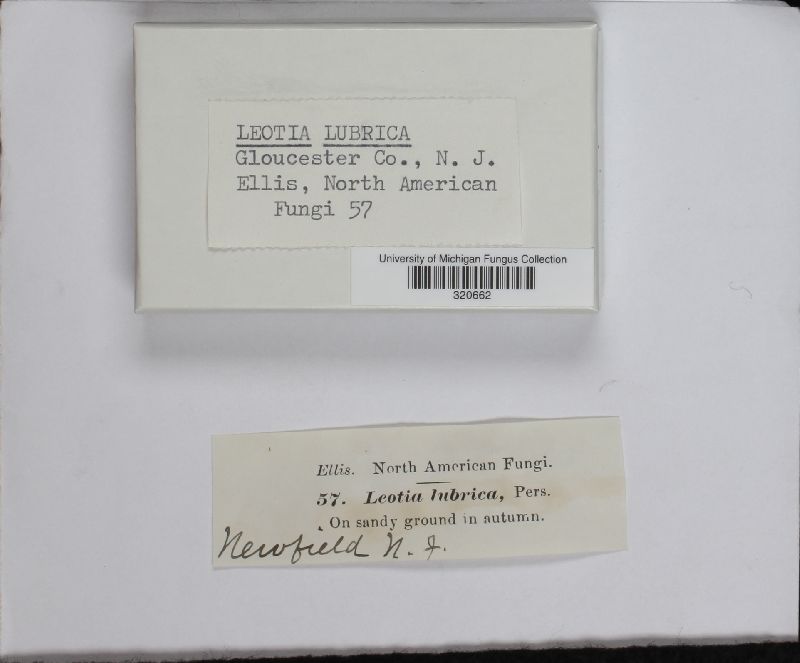 LEOTIA LUBRICA
Gloucester Co., N. J.
Ellis, North American
Fungi 57
University of Michigan Fungus Collection
320662
Ellis. North American Fungi.
57. Leotia lubrica, Pers.
On sandy ground in autumn.
Newfield N. J.